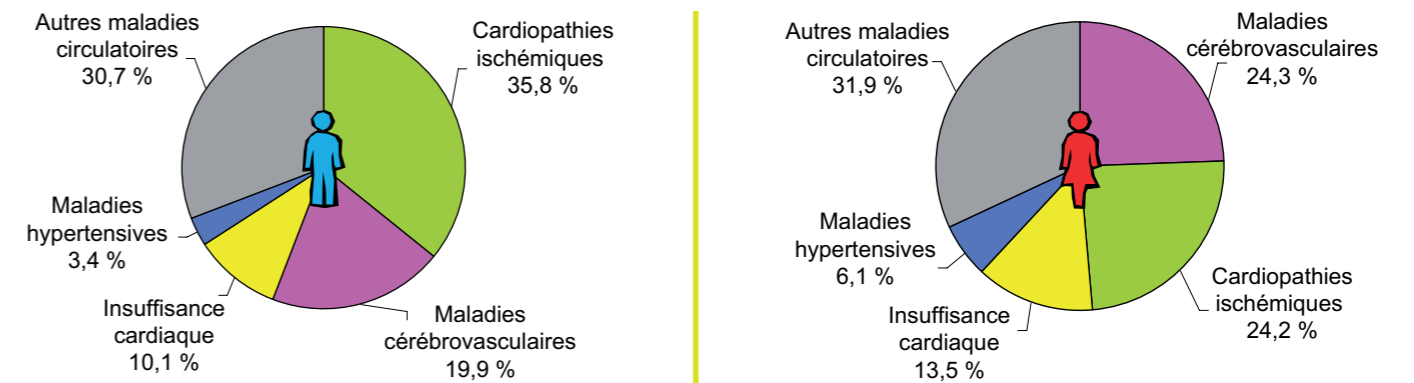 Autres maladies
circulatoires
30,7 %
Cardiopathies
ischémiques
35,8 %
Maladies
hypertensives
3,4 %
Insuffisance
cardiaque
10,1 %
Maladies
cérébrovasculaires
19,9 %
Autres maladies
circulatoires
31,9 %
Maladies
cérébrovasculaires
24,3 %
Maladies
hypertensives
6,1 %
Insuffisance
cardiaque
13,5 %
Cardiopathies
ischémiques
24,2 %